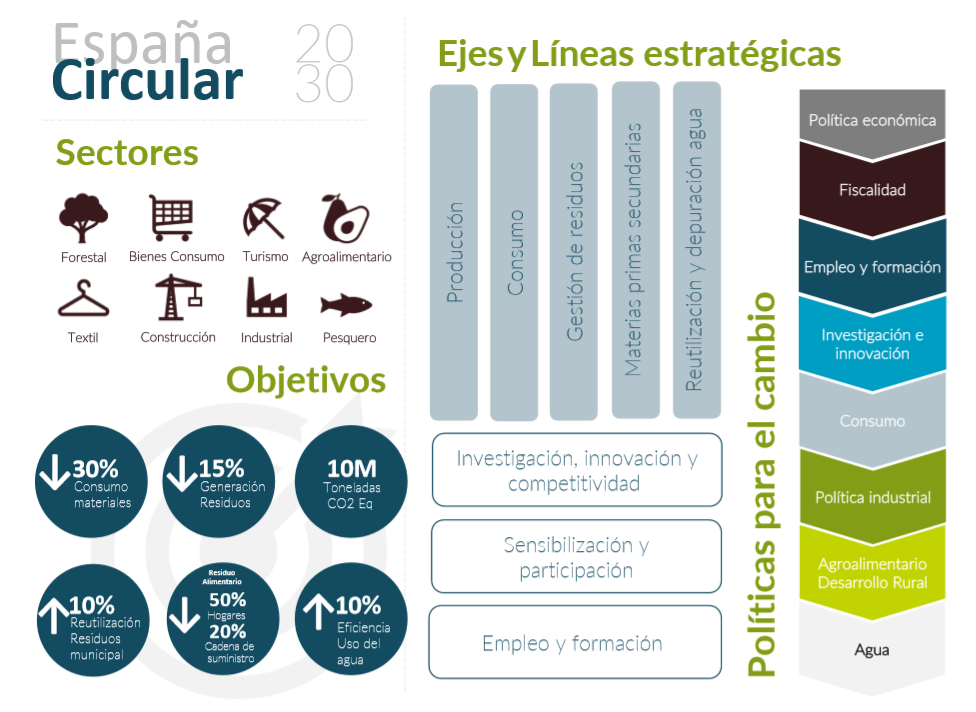 España
Circular
20
30
Sectores
Forestal
Bienes Consumo
Turismo
Agroalimentario
Textil
Construcción
Industrial
Pesquero
Objetivos
30%
Consumo
materiales
15%
Generación
Residuos
10M
Toneladas
CO2 Eq
10%
Reutilización
Residuos
municipal
Residuo
Alimentario
50%
Hogares
20%
Cadena de
suministro
10%
Eficiencia
Uso del
agua
Ejes y Líneas estratégicas
Producción
Consumo
Gestión de residuos
Materias primas secundarias
Reutilización y depuración agua
Investigación, innovación y
competitividad
Sensibilización y
participación
Empleo y formación
Políticas para el cambio
Política económica
Fiscalidad
Empleo y formación
Investigación e
innovación
Consumo
Política industrial
Agroalimentario
Desarrollo Rural
Agua